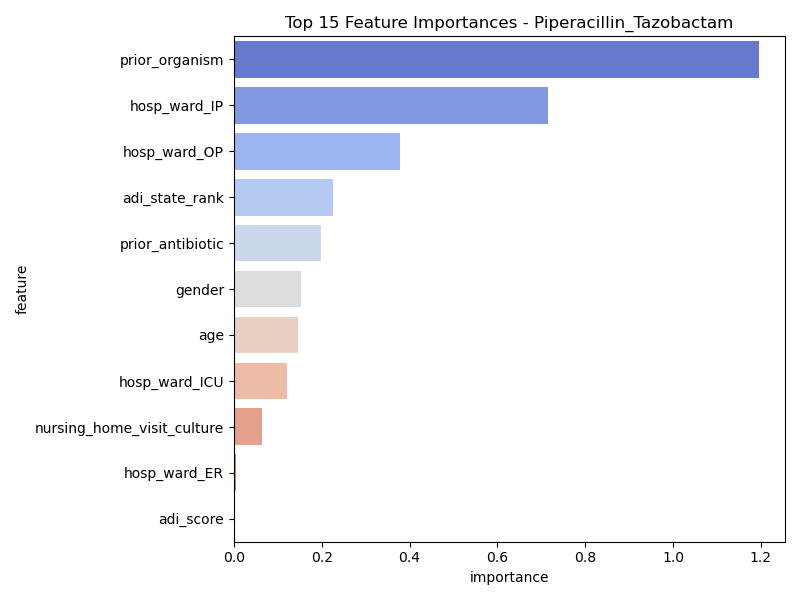 Top 15 Feature Importances - Piperacillin_Tazobactam
prior_organism
hosp_ward_IP
hosp_ward_OP
adi_state_rank
prior_antibiotic
gender
age
hosp_ward_ICU
nursing_home_visit_culture
hosp_ward_ER
adi_score
feature
0.0 0.2 0.4 0.6 0.8 1.0 1.2
importance